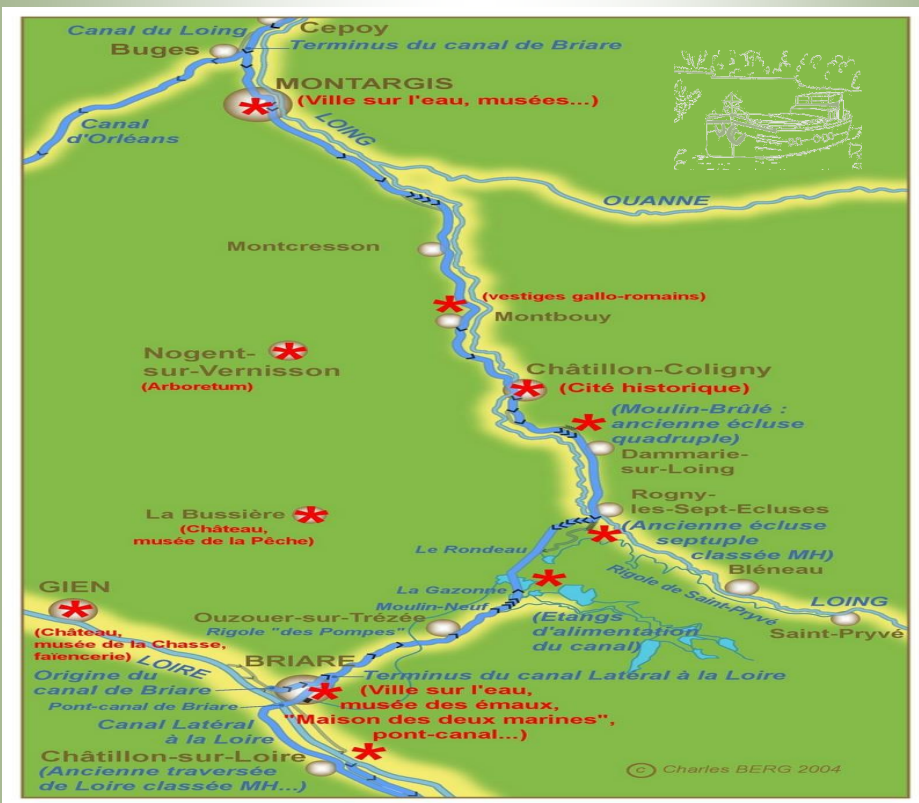 Canal du Loing
Cepoy
Buges
Terminus du canal de Briare
MONTARGIS
(Ville sur l'eau, musées...)
LOING
Canal
d'Orléans
OUANNE
Montcresson
(vestiges gallo-romains)
Montbouy
Nogent-
sur-Vernisson
(Arboretum)
Châtillon-Coligny
(Cité historique)
(Moulin-Brûlé :
ancienne écluse
quadruple)
Dammarie-
sur-Loing
Rogny-
les-Sept-Ecluses
(Ancienne écluse
septuple
classée MH)
La Bussière
(Château,
musée de la Pêche)
Le Rondeau
Bléneau
Rigole de Saint-Pryvé
LOING
Saint-Pryvé
La Gazonne
Moulin-Neuf
(Etangs
d'alimentation
du canal)
GIEN
(Château,
musée de la Chasse,
faïencerie)
Ouzouer-sur-Trézée
Rigole "des Pompes"
LOIRE
BRIARE
Origine du
canal de Briare
Terminus du canal Latéral à la Loire
Pont-canal de Briare
(Ville sur l'eau,
musée des émaux,
"Maison des deux marines",
pont-canal...)
Canal Latéral
à la Loire
Châtillon-sur-Loire
(Ancienne traversée
de Loire classée MH...)
c Charles BERG 2004